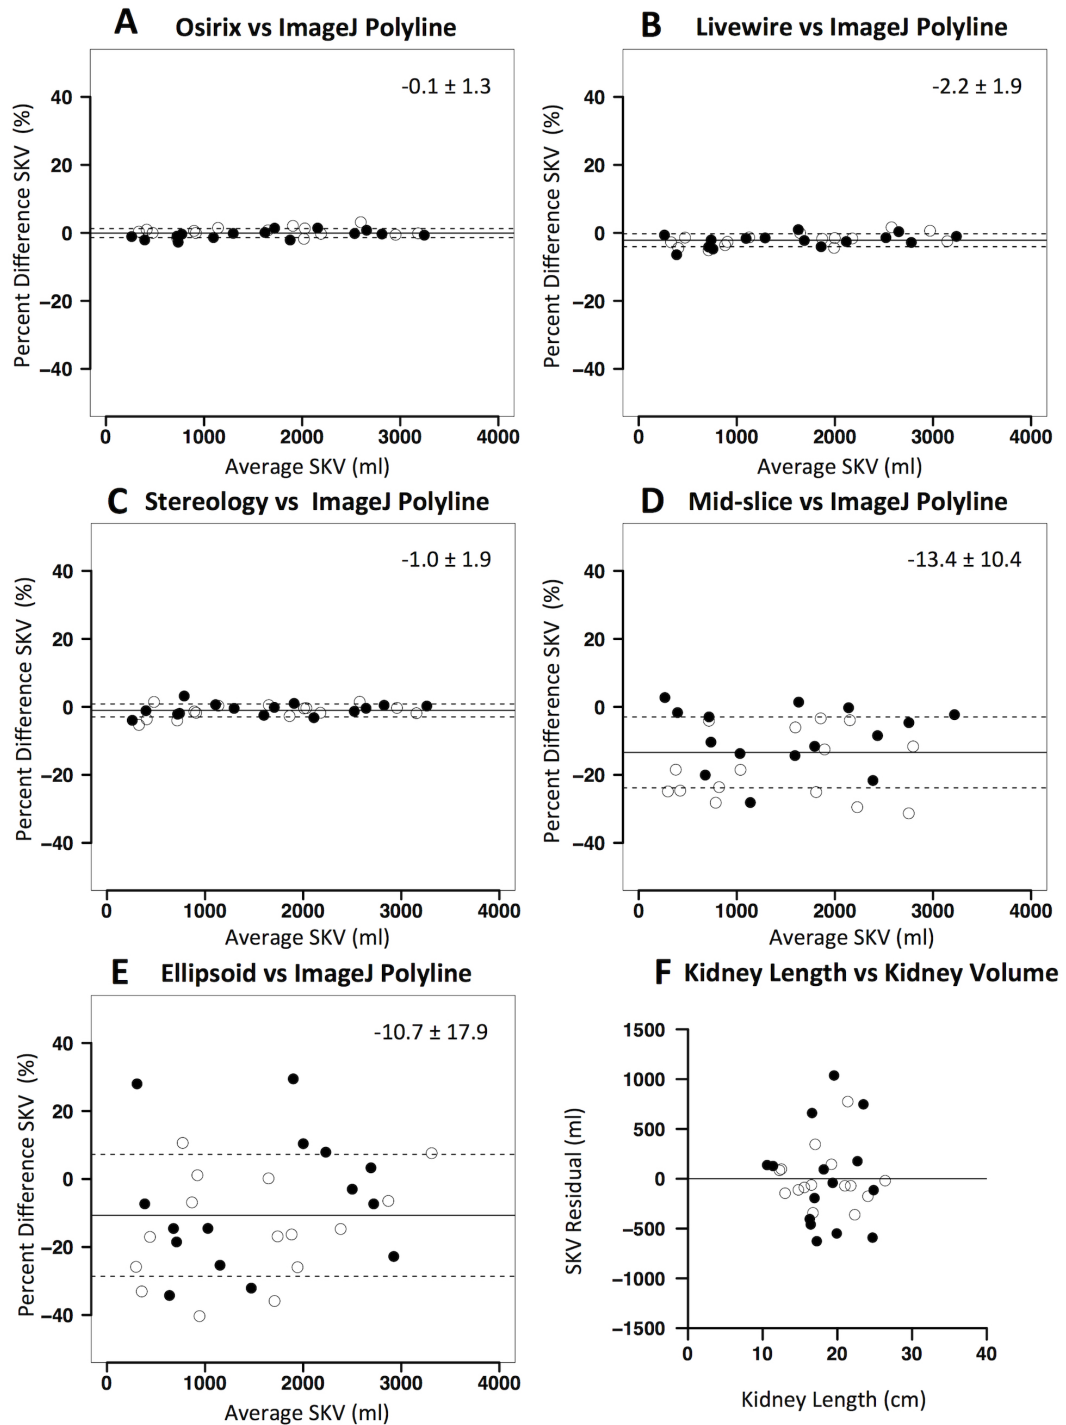 A Osirix vs ImageJ Polyline
-0.1 ± 1.3
Percent Difference SKV (%)
40
20
0
−20
−40
0 1000 2000 3000 4000
Average SKV (ml)
B Livewire vs ImageJ Polyline
-2.2 ± 1.9
Percent Difference SKV (%)
40
20
0
−20
−40
0 1000 2000 3000 4000
Average SKV (ml)
C Stereology vs ImageJ Polyline
-1.0 ± 1.9
Percent Difference SKV (%)
40
20
0
−20
−40
0 1000 2000 3000 4000
Average SKV (ml)
D Mid-slice vs ImageJ Polyline
-13.4 ± 10.4
Percent Difference SKV (%)
40
20
0
−20
−40
0 1000 2000 3000 4000
Average SKV (ml)
E Ellipsoid vs ImageJ Polyline
-10.7 ± 17.9
Percent Difference SKV (%)
40
20
0
−20
−40
0 1000 2000 3000 4000
Average SKV (ml)
F Kidney Length vs Kidney Volume
SKV Residual (ml)
1500
1000
500
0
−500
−1000
−1500
0 10 20 30 40
Kidney Length (cm)